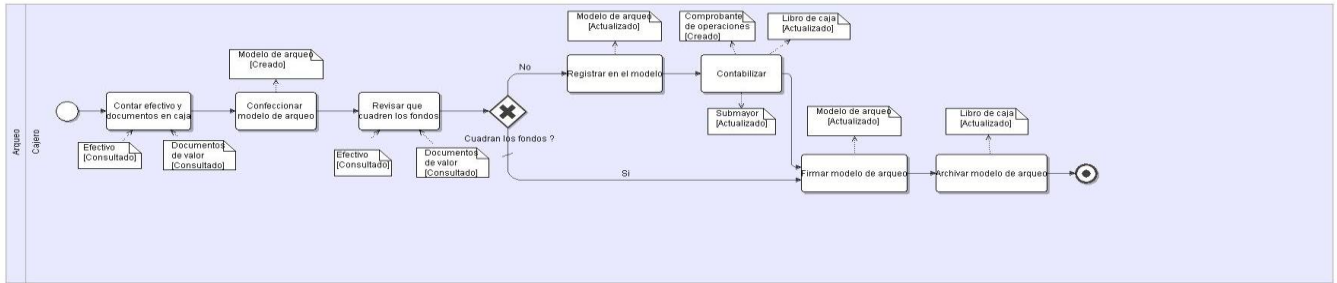 Arqueo
Cajero
Contar efectivo y
documentos en caja
Efectivo
[Consultado]
Documentos
de valor
[Consultado]
Modelo de arqueo
[Creado]
Confeccionar
modelo de arqueo
Revisar que
cuadren los fondos
Efectivo
[Consultado]
Documentos
de valor
[Consultado]
Cuadran los fondos ?
No
Si
Modelo de arqueo
[Actualizado]
Registrar en el modelo
Comprobante
de operaciones
[Creado]
Libro de caja
[Actualizado]
Contabilizar
Submayor
[Actualizado]
Modelo de arqueo
[Actualizado]
Firmar modelo de arqueo
Libro de caja
[Actualizado]
Archivar modelo de arqueo